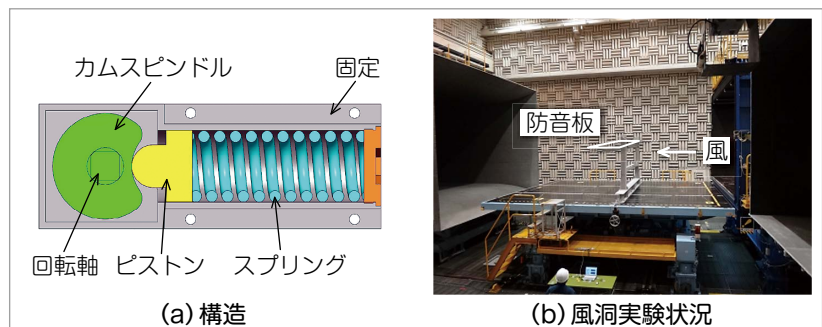 カムスピンドル
固定
回転軸
ピストン
スプリング
(a) 構造
防音板
風
(b) 風洞実験状況